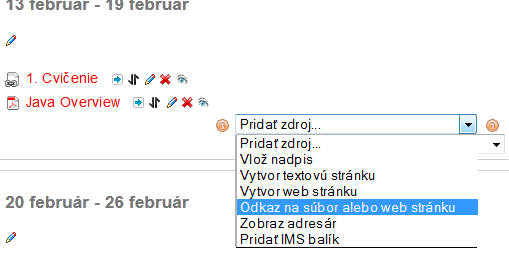 13 február - 19 február
1. Cvičenie
Java Overview
Pridať zdroj...
Pridať zdroj...
Vlož nadpis
Vytvor textovú stránku
Vytvor web stránku
Odkaz na súbor alebo web stránku
Zobraz adresár
Pridať IMS balík
20 február - 26 február